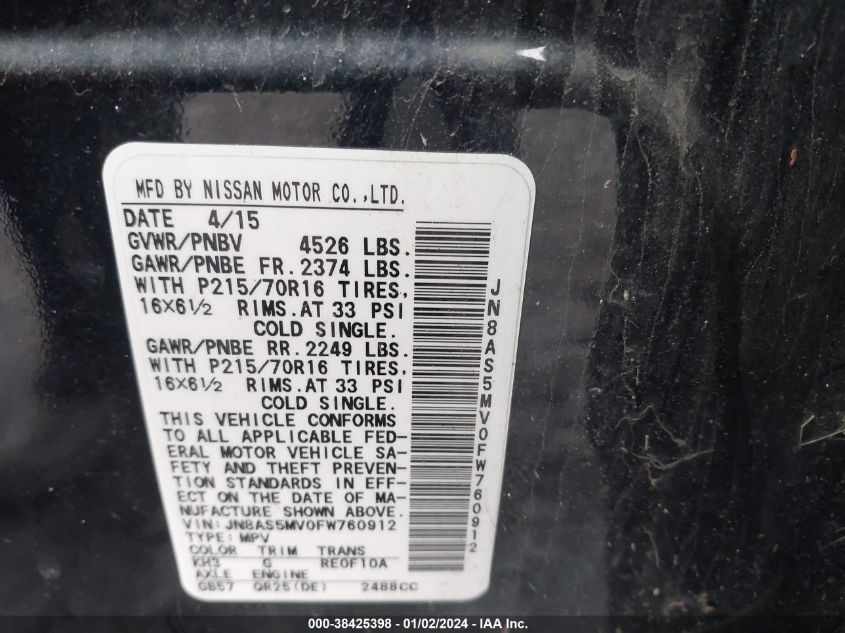 MFD BY NISSAN MOTOR CO.,LTD.
DATE 4/15
GVWR/PNBV 4526 LBS.
GAWR/PNBE FR. 2374 LBS.
WITH P215/70R16 TIRES,
16X6½ RIMS. AT 33 PSI
COLD SINGLE.
GAWR/PNBE RR. 2249 LBS.
WITH P215/70R16 TIRES,
16X6½ RIMS. AT 33 PSI
COLD SINGLE.
THIS VEHICLE CONFORMS
TO ALL APPLICABLE FED-
ERAL MOTOR VEHICLE SA-
FETY AND THEFT PREVEN-
TION STANDARDS IN EFF-
ECT ON THE DATE OF MA-
NUFACTURE SHOWN ABOVE.
VIN: JN8AS5MV0FW760912
TYPE: MPV
COLOR TRIM TRANS
KH3 G RE0F10A
AXLE ENGINE
GB57 QR25(DE) 2488CC
JN8AS5MV0FW760912
000-38425398 - 01/02/2024 - IAA Inc.